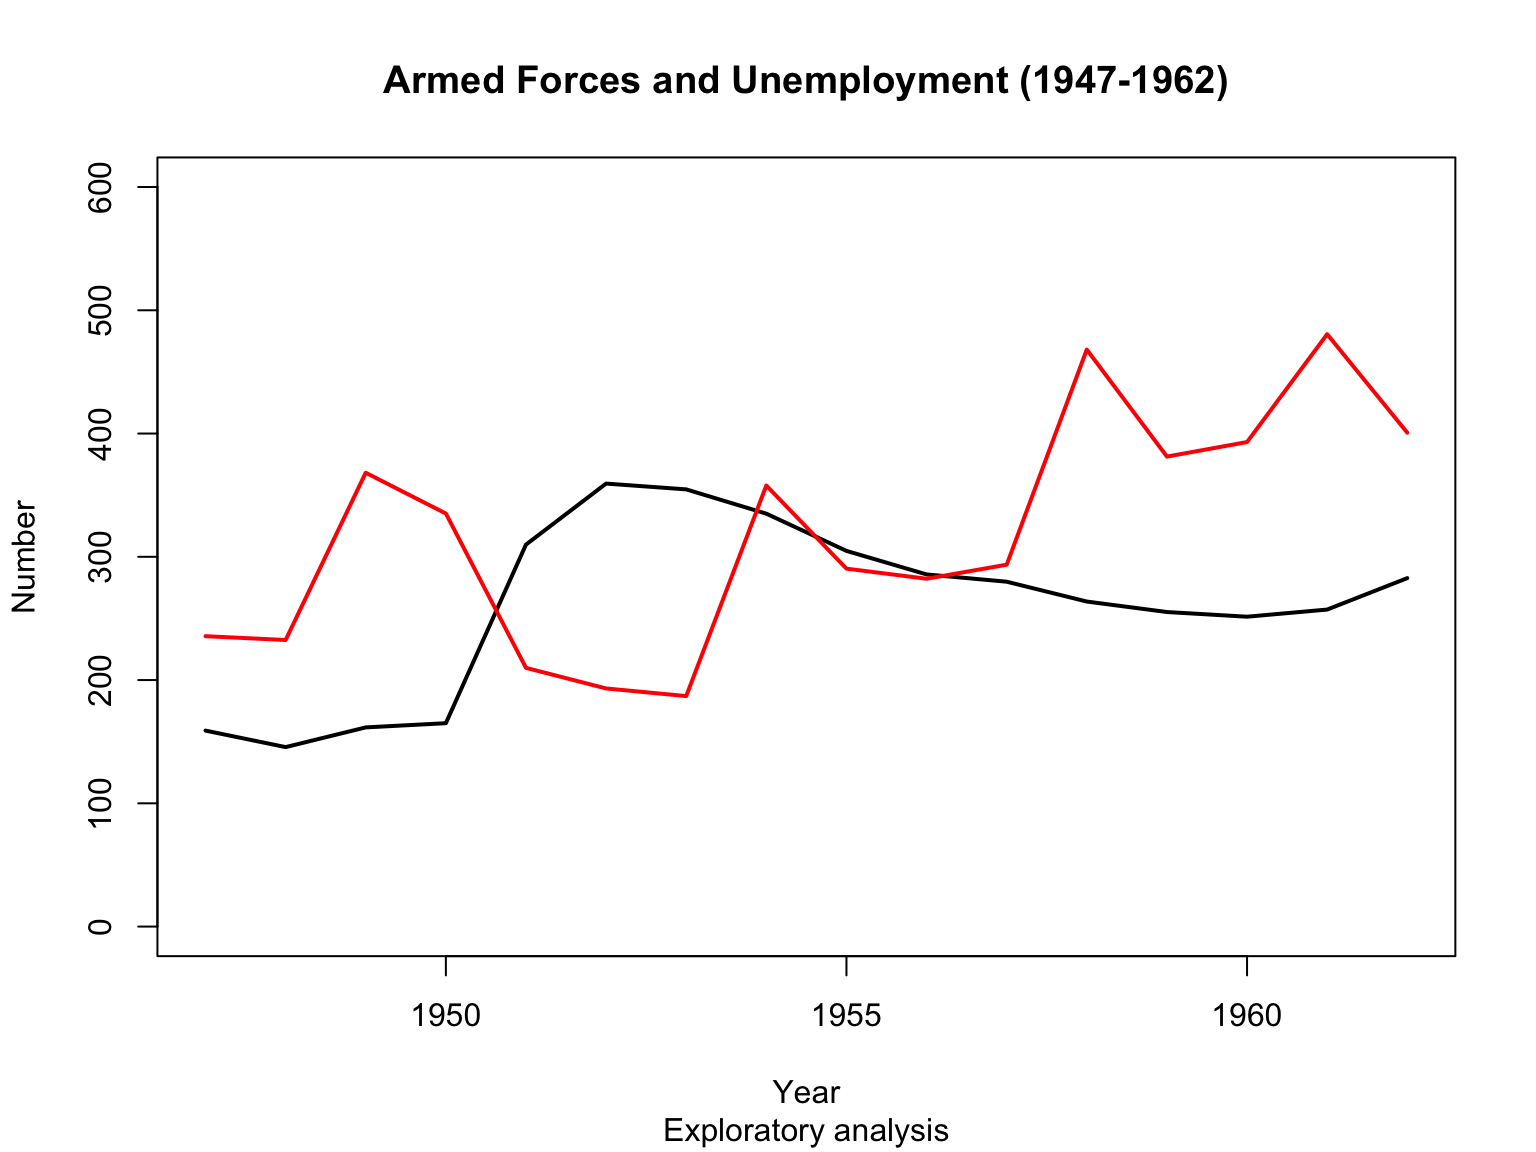 Armed Forces and Unemployment (1947-1962)
Number
600
500
400
300
200
100
0
1950 1955 1960
Year
Exploratory analysis